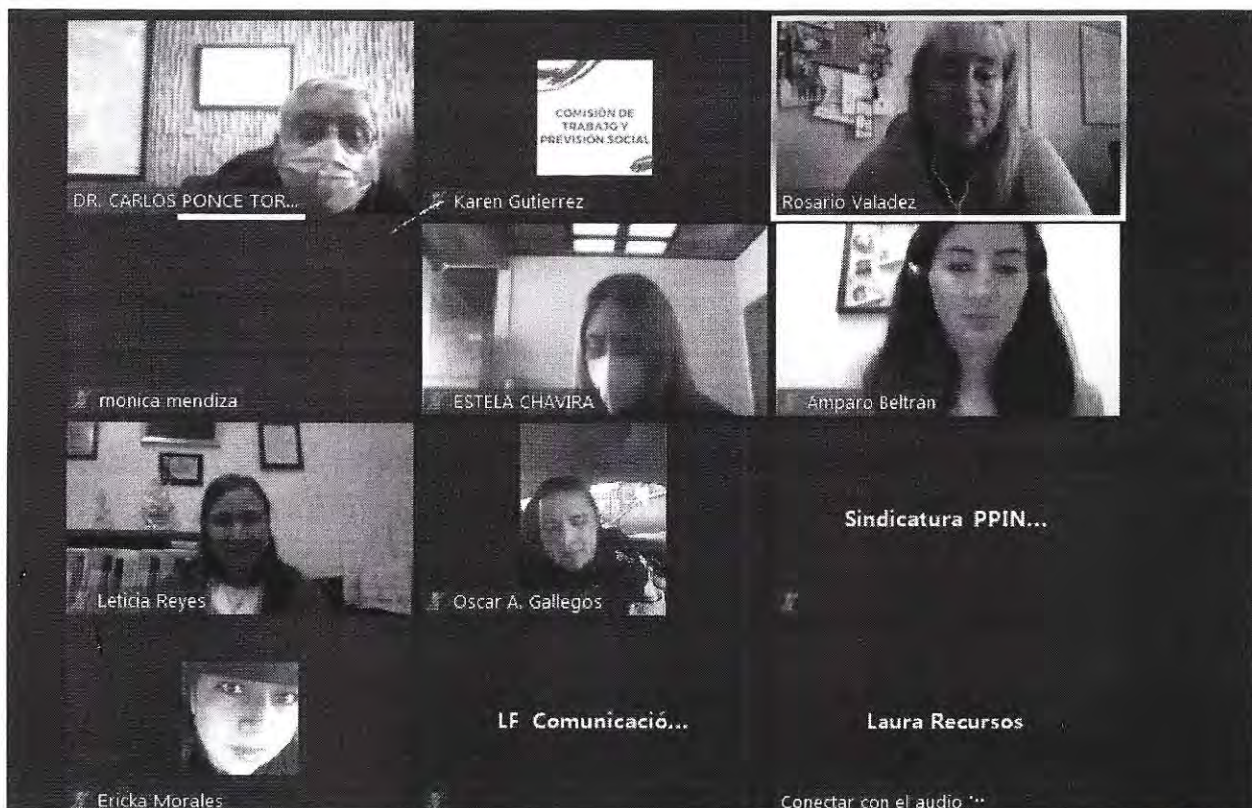 DR. CARLOS PONCE TOR...
COMISIÓN DE
TRABAJO Y
PREVISIÓN SOCIAL
Karen Gutierrez
Rosario Valadez
monica mendiza
ESTELA CHAVIRA
Amparo Beltran
Leticia Reyes
Oscar A. Gallegos
Sindicatura PPIN...
Ericka Morales
LF Comunicació...
Laura Recursos
Conectar con el audio ...